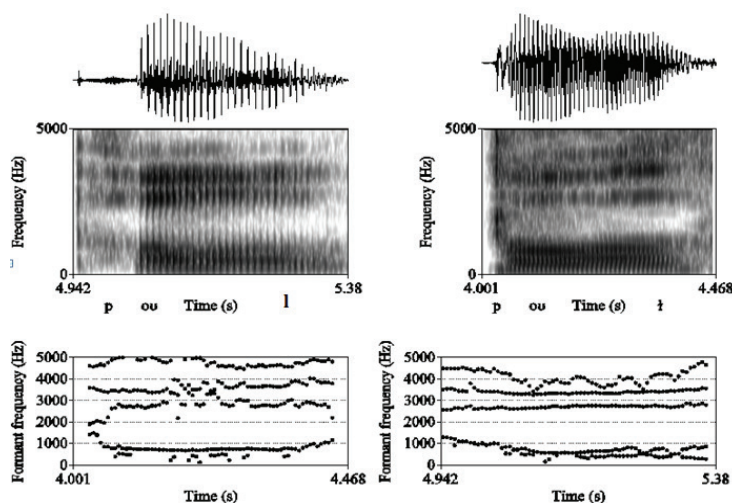 5000
Frequency (Hz)
0
4.942 5.38
Time (s)
p oʊ l
5000
Frequency (Hz)
0
4.001 4.468
Time (s)
p oʊ ɫ
5000
4000
3000
2000
1000
0
Formant frequency (Hz)
4.001 4.468
Time (s)
5000
4000
3000
2000
1000
0
Formant frequency (Hz)
4.942 5.38
Time (s)